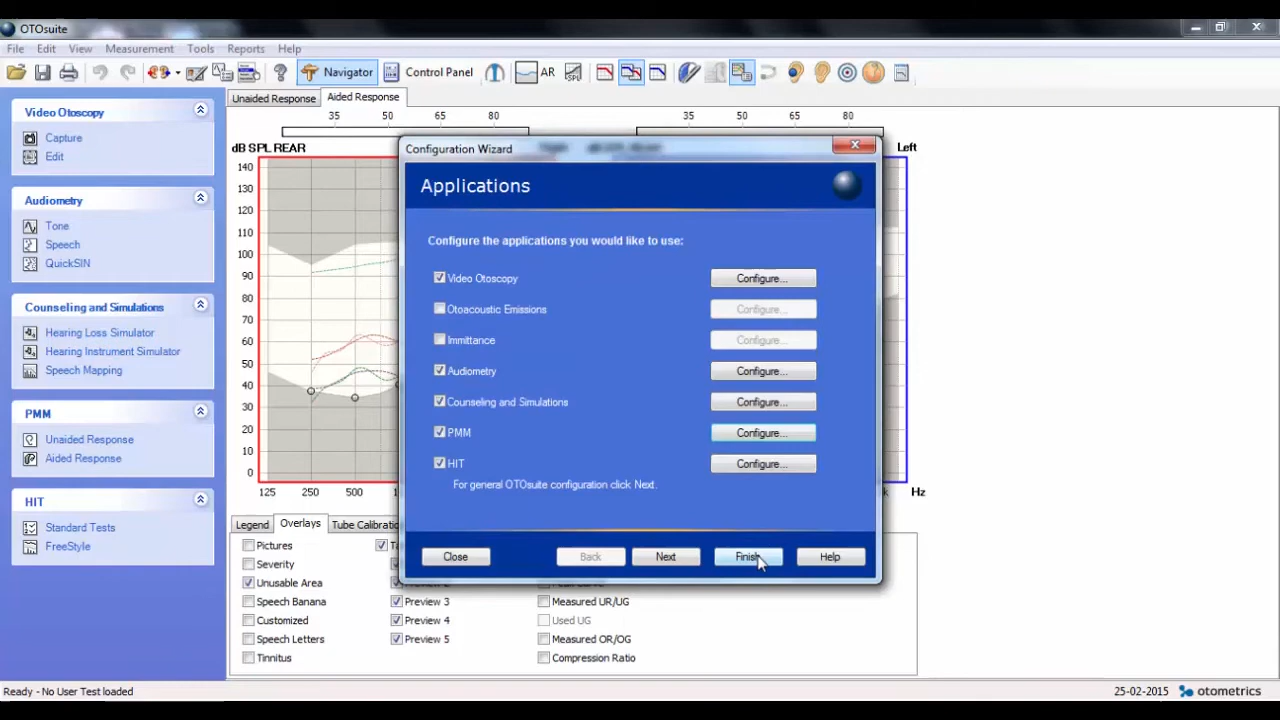 OTOsuite
File Edit View Measurement Tools Reports Help
Navigator Control Panel AR
Unaided Response Aided Response
35 50 65 80 35 50 65 80
dB SPL REAR Left
140
130
120
110
100
90
80
70
60
50
40
30
20
10
0
125 250 500 Hz
Video Otoscopy
Capture
Edit
Audiometry
Tone
Speech
QuickSIN
Counseling and Simulations
Hearing Loss Simulator
Hearing Instrument Simulator
Speech Mapping
PMM
Unaided Response
Aided Response
HIT
Standard Tests
FreeStyle
Configuration Wizard
Applications
Configure the applications you would like to use:
Video Otoscopy Configure...
Otoacoustic Emissions Configure...
Immittance Configure...
Audiometry Configure...
Counseling and Simulations Configure...
PMM Configure...
HIT Configure...
For general OTOsuite configuration click Next.
Close Back Next Finish Help
Legend Overlays Tube Calibratio
Pictures Ta
Severity
Unusable Area
Speech Banana Preview 3 Measured UR/UG
Customized Preview 4 Used UG
Speech Letters Preview 5 Measured OR/OG
Tinnitus Compression Ratio
Ready - No User Test loaded 25-02-2015 otometrics